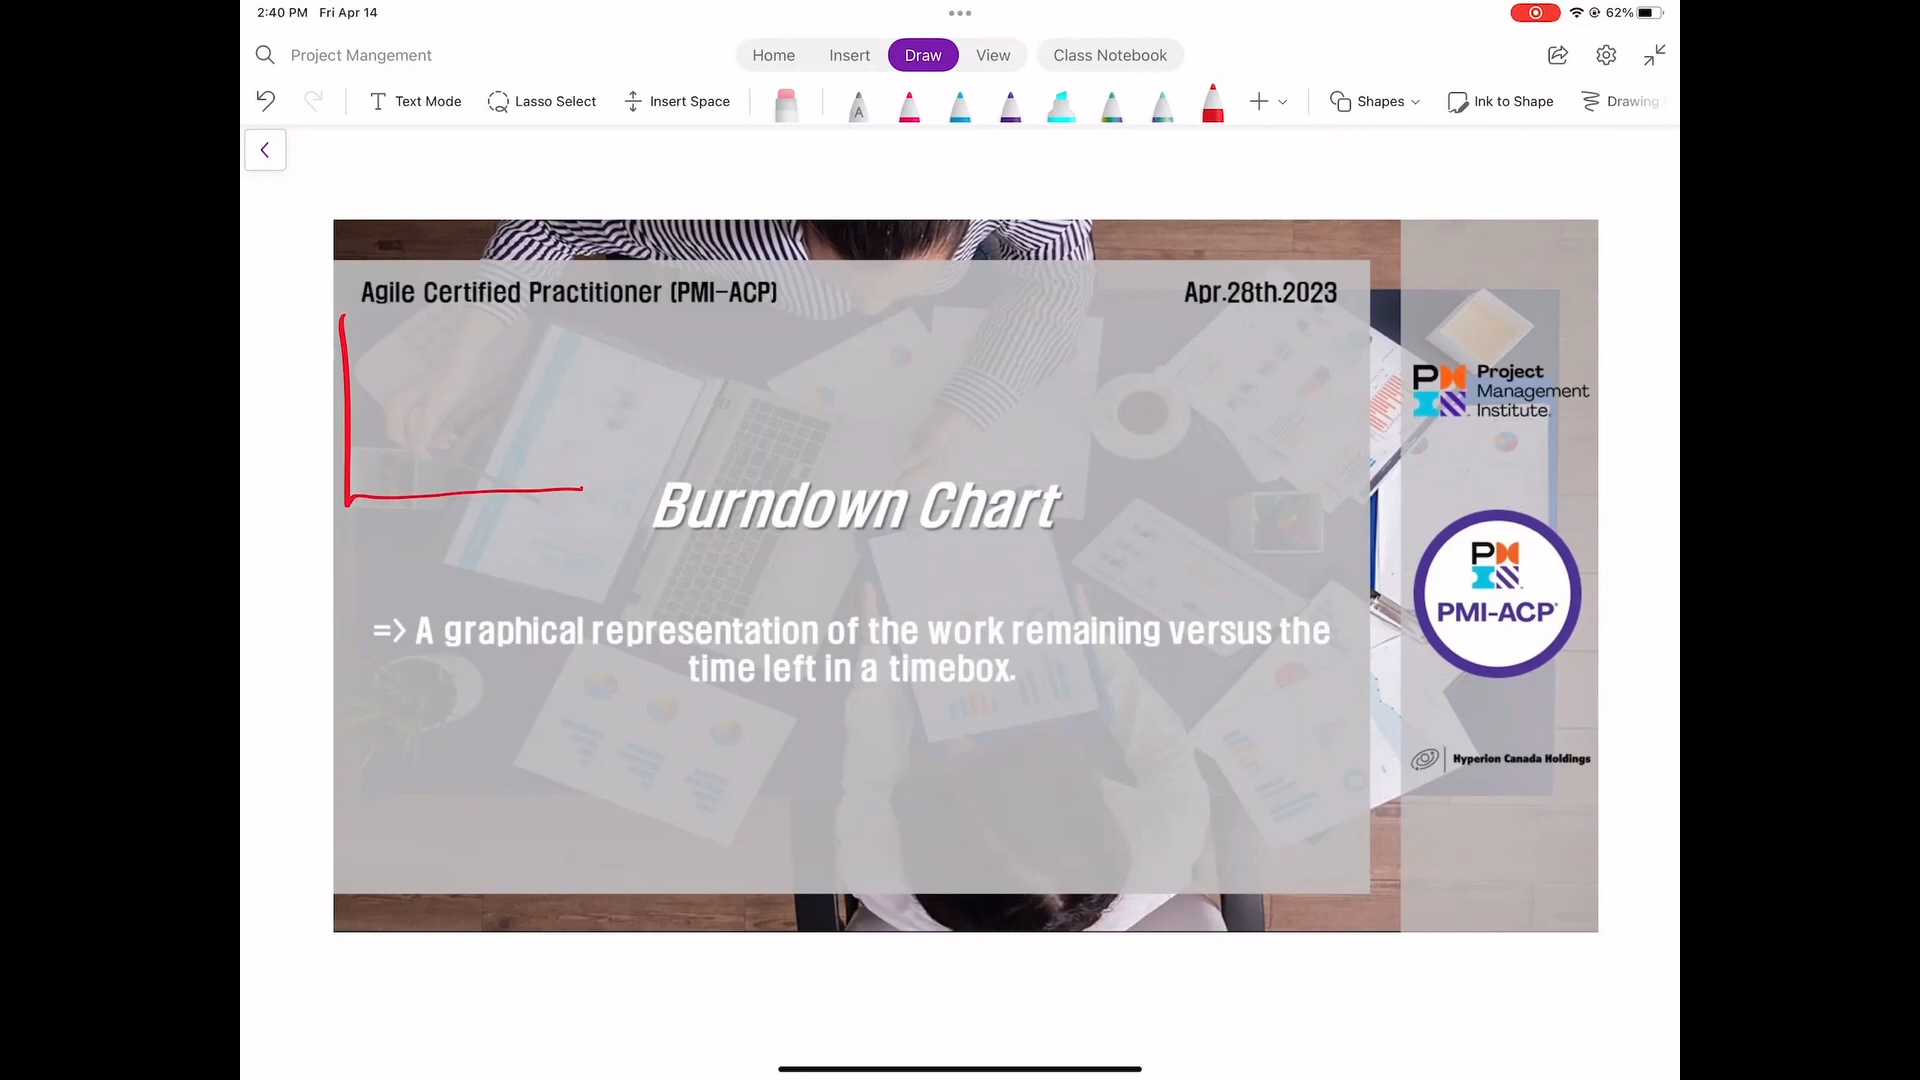 2:40 PM Fri Apr 14
62%
Project Mangement
Home Insert Draw View Class Notebook
Text Mode Lasso Select Insert Space
A
Shapes Ink to Shape Drawing
Agile Certified Practitioner (PMI-ACP) Apr.28th.2023
Project
Management
Institute.
Burndown Chart
=> A graphical representation of the work remaining versus the
time left in a timebox.
PMI-ACP®
Hyperion Canada Holdings